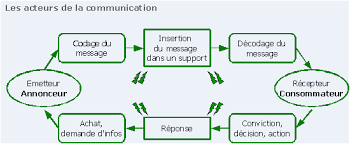 Les acteurs de la communication
Codage du
message
Insertion
du message
dans un support
Décodage du
message
Emetteur
Annonceur
Récepteur
Consommateur
Achat,
demande d'infos
Réponse
Conviction,
décision, action